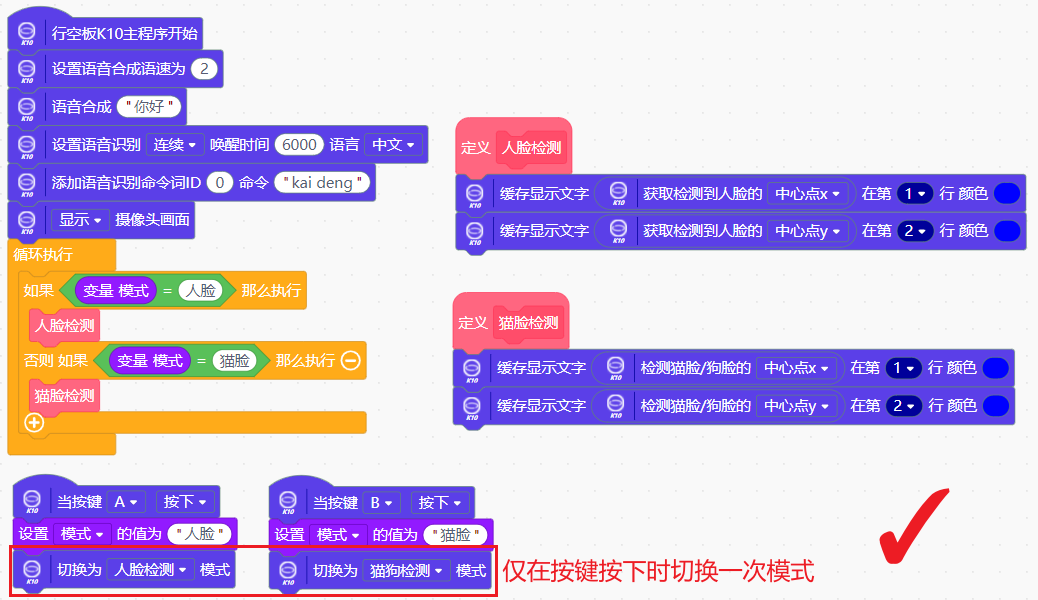 行空板K10主程序开始
设置语音合成语速为 2
语音合成 "你好"
设置语音识别 连续 唤醒时间 6000 语言 中文
添加语音识别命令词ID 0 命令 "kai deng"
显示 摄像头画面
循环执行
如果 变量 模式 = 人脸 那么执行
人脸检测
否则 如果 变量 模式 = 猫脸 那么执行
猫脸检测
定义 人脸检测
缓存显示文字 获取检测到人脸的 中心点x 在第 1 行 颜色
缓存显示文字 获取检测到人脸的 中心点y 在第 2 行 颜色
定义 猫脸检测
缓存显示文字 检测猫脸/狗脸的 中心点x 在第 1 行 颜色
缓存显示文字 检测猫脸/狗脸的 中心点y 在第 2 行 颜色
当按键 A 按下
设置 模式 的值为 "人脸"
切换为 人脸检测 模式
当按键 B 按下
设置 模式 的值为 "猫脸"
切换为 猫狗检测 模式
仅在按键按下时切换一次模式